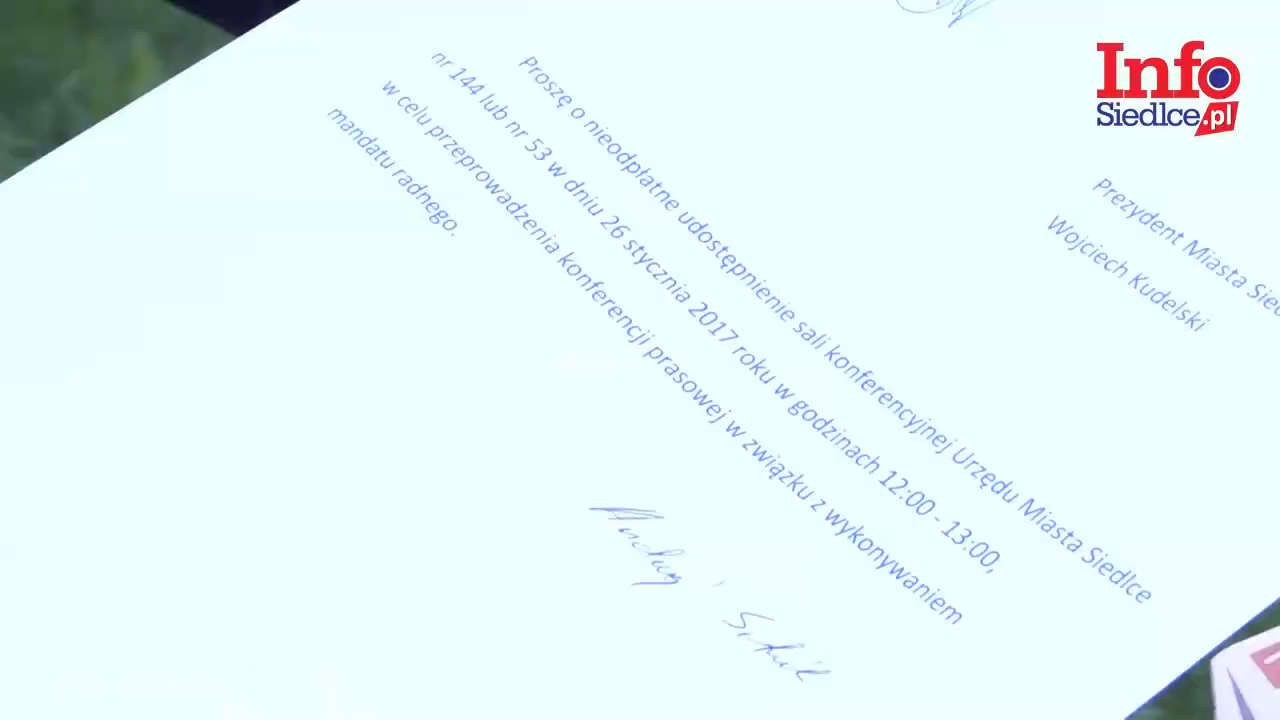 Info
Siedlce.pl
Prezydent Miasta
Wojciech Kudelski
Proszę o nieodpłatne udostępnienie sali konferencyjnej Urzędu Miasta Siedlce
nr 144 lub nr 53 w dniu 26 stycznia 2017 roku w godzinach 12:00 - 13:00,
w celu przeprowadzenia konferencji prasowej w związku z wykonywaniem
mandatu radnego.